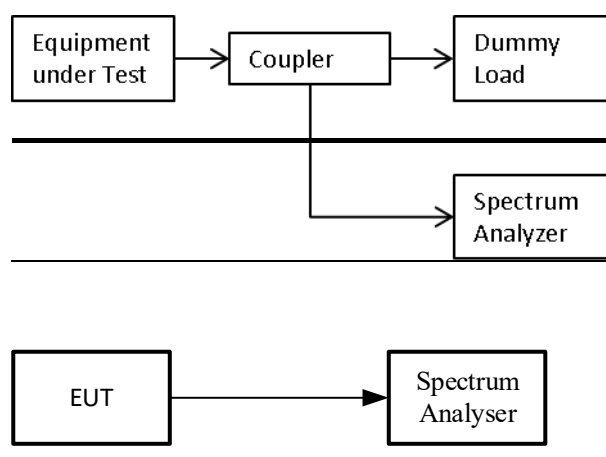 Equipment
under Test
Coupler
Dummy
Load
Spectrum
Analyzer
EUT
Spectrum
Analyser